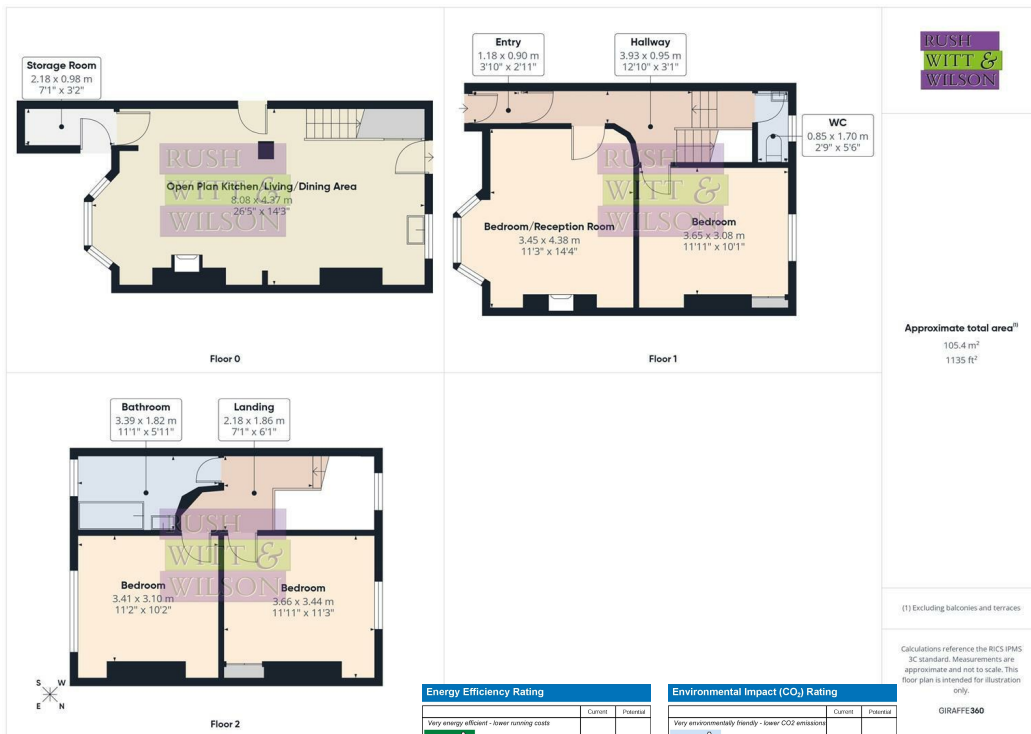 Storage Room
2.18 x 0.98 m
7'1" x 3'2"
RUSH
WITT &
WILSON
Open Plan Kitchen/Living/Dining Area
8.08 x 4.37 m
26'5" x 14'3"
Floor 0
Entry
1.18 x 0.90 m
3'10" x 2'11"
Hallway
3.93 x 0.95 m
12'10" x 3'1"
WC
0.85 x 1.70 m
2'9" x 5'6"
RUSH
WITT &
WILSON
Bedroom/Reception Room
3.45 x 4.38 m
11'3" x 14'4"
Bedroom
3.65 x 3.08 m
11'11" x 10'1"
Floor 1
Bathroom
3.39 x 1.82 m
11'1" x 5'11"
Landing
2.18 x 1.86 m
7'1" x 6'1"
RUSH
WITT &
WILSON
Bedroom
3.41 x 3.10 m
11'2" x 10'2"
Bedroom
3.66 x 3.44 m
11'11" x 11'3"
S W
E N
Floor 2
RUSH
WITT &
WILSON
Approximate total area(1)
105.4 m²
1135 ft²
(1) Excluding balconies and terraces
Calculations reference the RICS IPMS
3C standard. Measurements are
approximate and not to scale. This
floor plan is intended for illustration
only.
GIRAFFE360
Energy Efficiency Rating
Current Potential
Very energy efficient - lower running costs
Environmental Impact (CO₂) Rating
Current Potential
Very environmentally friendly - lower CO2 emissions